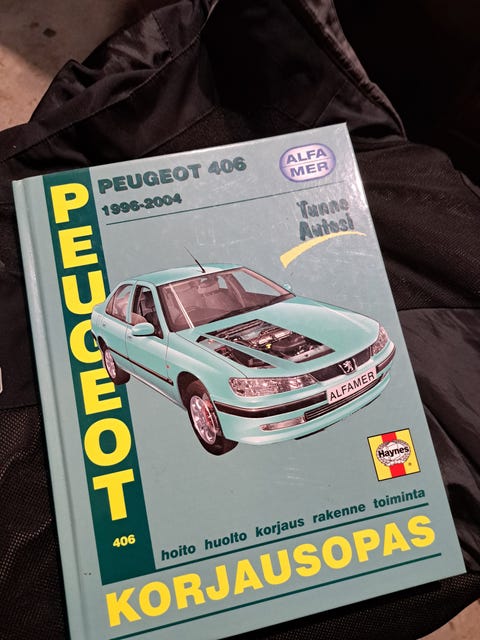 PEUGEOT 406
1996-2004
ALFA
MER
Tunne
Autosi
PEUGEOT
406
ALFAMER
Haynes
hoito huolto korjaus rakenne toiminta
KORJAUSOPAS